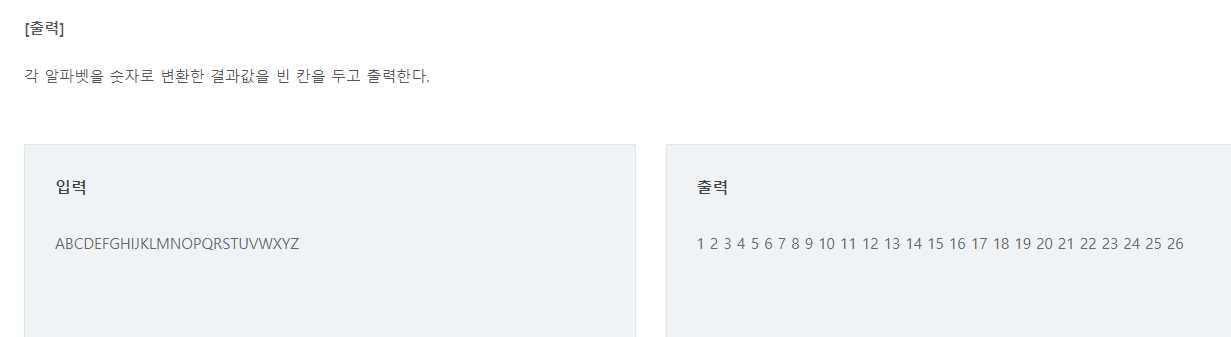 [출력]
각 알파벳을 숫자로 변환한 결과값을 빈 칸을 두고 출력한다.
입력
출력
ABCDEFGHIJKLMNOPQRSTUVWXYZ
1 2 3 4 5 6 7 8 9 10 11 12 13 14 15 16 17 18 19 20 21 22 23 24 25 26